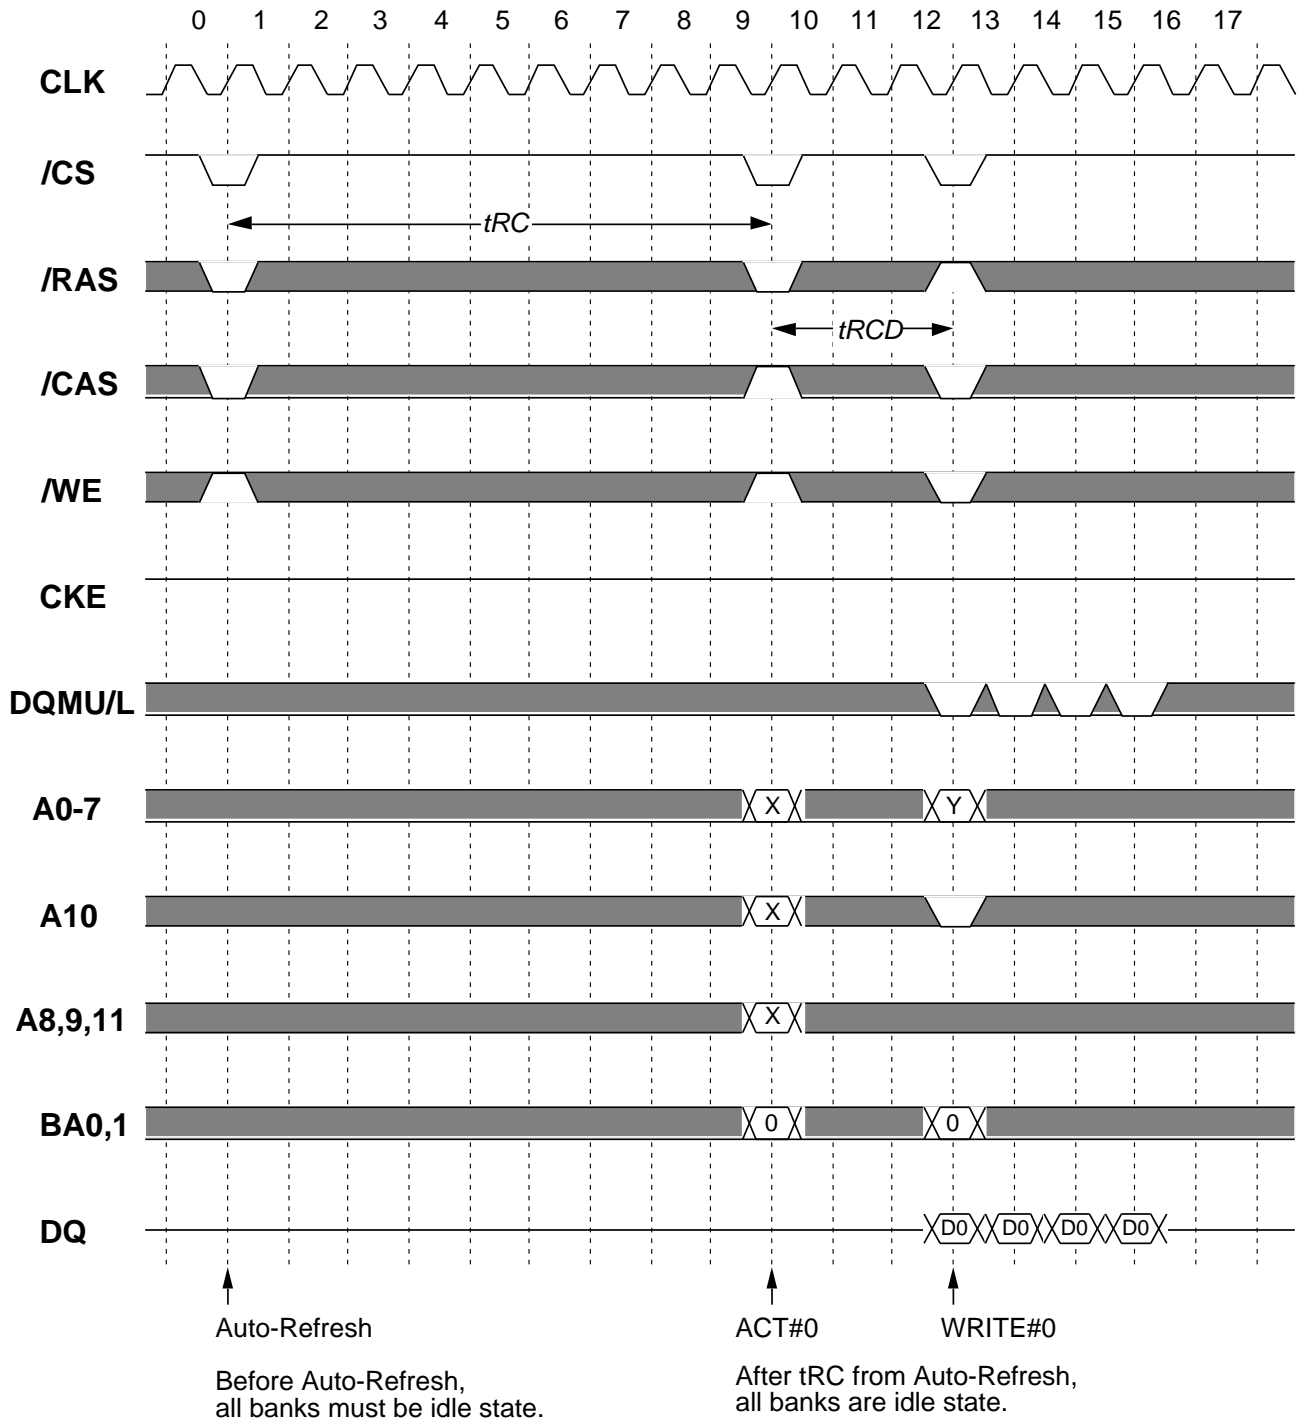 0 1 2 3 4 5 6 7 8 9 10 11 12 13 14 15 16 17
CLK
/CS
tRC
/RAS
tRCD
/CAS
/WE
CKE
DQMU/L
A0-7 X Y
A10 X
A8,9,11 X
BA0,1 0 0
DQ D0 D0 D0 D0
Auto-Refresh ACT#0 WRITE#0
Before Auto-Refresh,
all banks must be idle state.
After tRC from Auto-Refresh,
all banks are idle state.